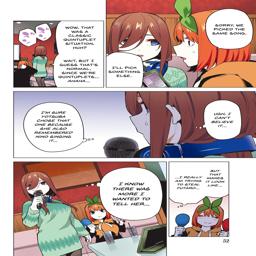 SORRY, WE
PICKED THE
SAME SONG.
WOW, THAT
WAS A
CLASSIC
QUINTUPLET
SITUATION,
HUH?
WAIT, BUT I
GUESS THAT'S
NORMAL,
SINCE WE'RE
QUINTUPLETS...
AHAHA...
I'LL PICK
SOMETHING
ELSE.
UGH, I
CAN'T
BELIEVE
IT...
I'M SURE
YOTSUBA
CHOSE THAT
ONE BECAUSE
SHE ALSO
REMEMBERED
HIM
SINGING
IT...
BUT THAT
MAKES
IT LOOK
LIKE...
...I REALLY
AM TRYING
TO STEAL
FUTARO...
I KNOW
THERE WAS
MORE I
WANTED TO
TELL HER...
52